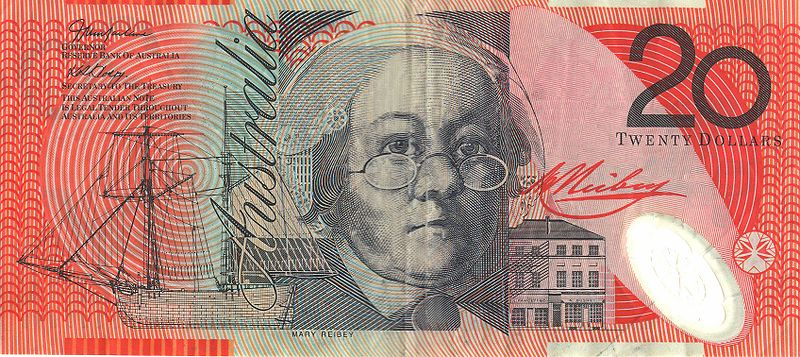 GOVERNOR
RESERVE BANK OF AUSTRALIA
SECRETARY TO THE TREASURY
THIS AUSTRALIAN NOTE
IS LEGAL TENDER THROUGHOUT
AUSTRALIA AND ITS TERRITORIES
Australia
20
TWENTY DOLLARS
M Reibey
MARY REIBEY